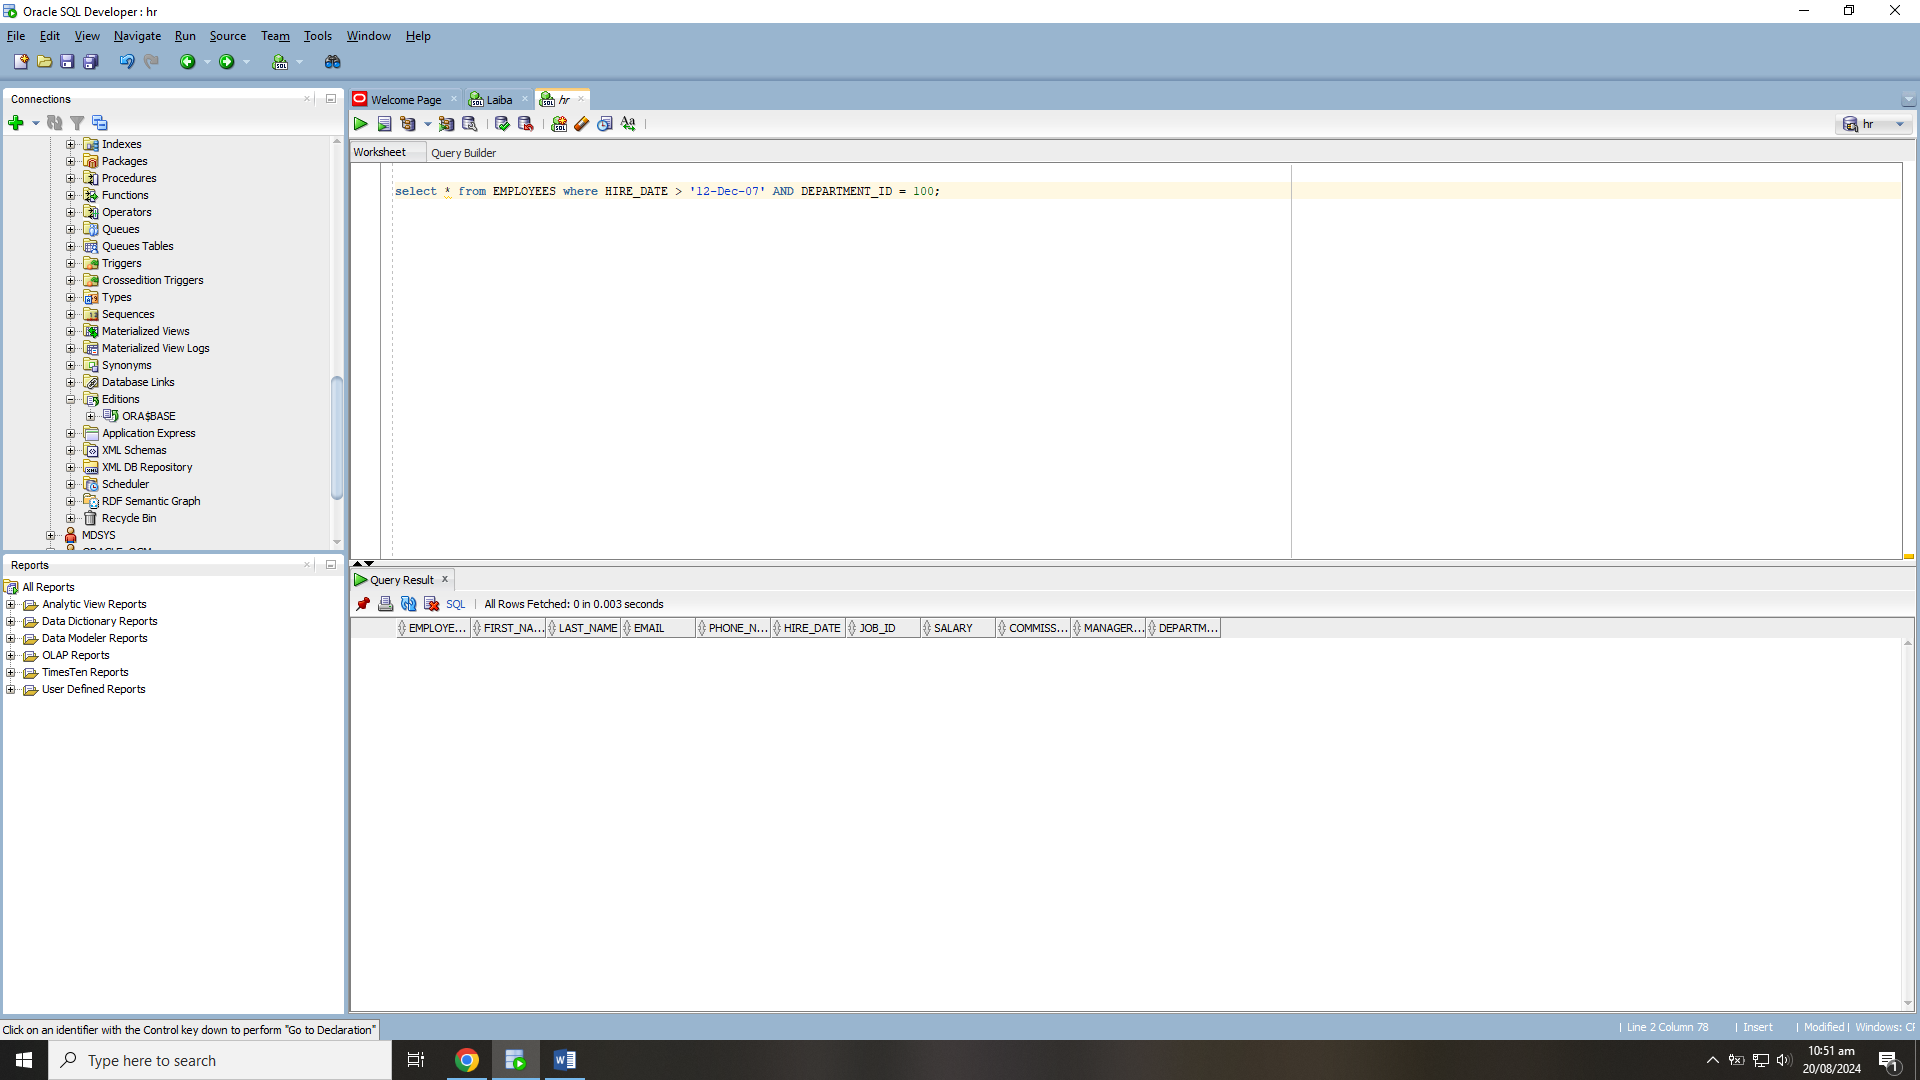 Oracle SQL Developer : hr
File Edit View Navigate Run Source Team Tools Window Help
Connections
Indexes
Packages
Procedures
Functions
Operators
Queues
Queues Tables
Triggers
Crossedition Triggers
Types
Sequences
Materialized Views
Materialized View Logs
Synonyms
Database Links
Editions
ORA$BASE
Application Express
XML Schemas
XML DB Repository
Scheduler
RDF Semantic Graph
Recycle Bin
MDSYS
Reports
All Reports
Analytic View Reports
Data Dictionary Reports
Data Modeler Reports
OLAP Reports
TimesTen Reports
User Defined Reports
Welcome Page Laiba hr
hr
Worksheet Query Builder
select * from EMPLOYEES where HIRE_DATE > '12-Dec-07' AND DEPARTMENT_ID = 100;
Query Result
SQL | All Rows Fetched: 0 in 0.003 seconds
EMPLOYE... FIRST_NA... LAST_NAME EMAIL PHONE_N... HIRE_DATE JOB_ID SALARY COMMISS... MANAGER... DEPARTM...
Click on an identifier with the Control key down to perform "Go to Declaration"
| Line 2 Column 78 | Insert | Modified | Windows: CF
Type here to search
10:51 am
20/08/2024
1